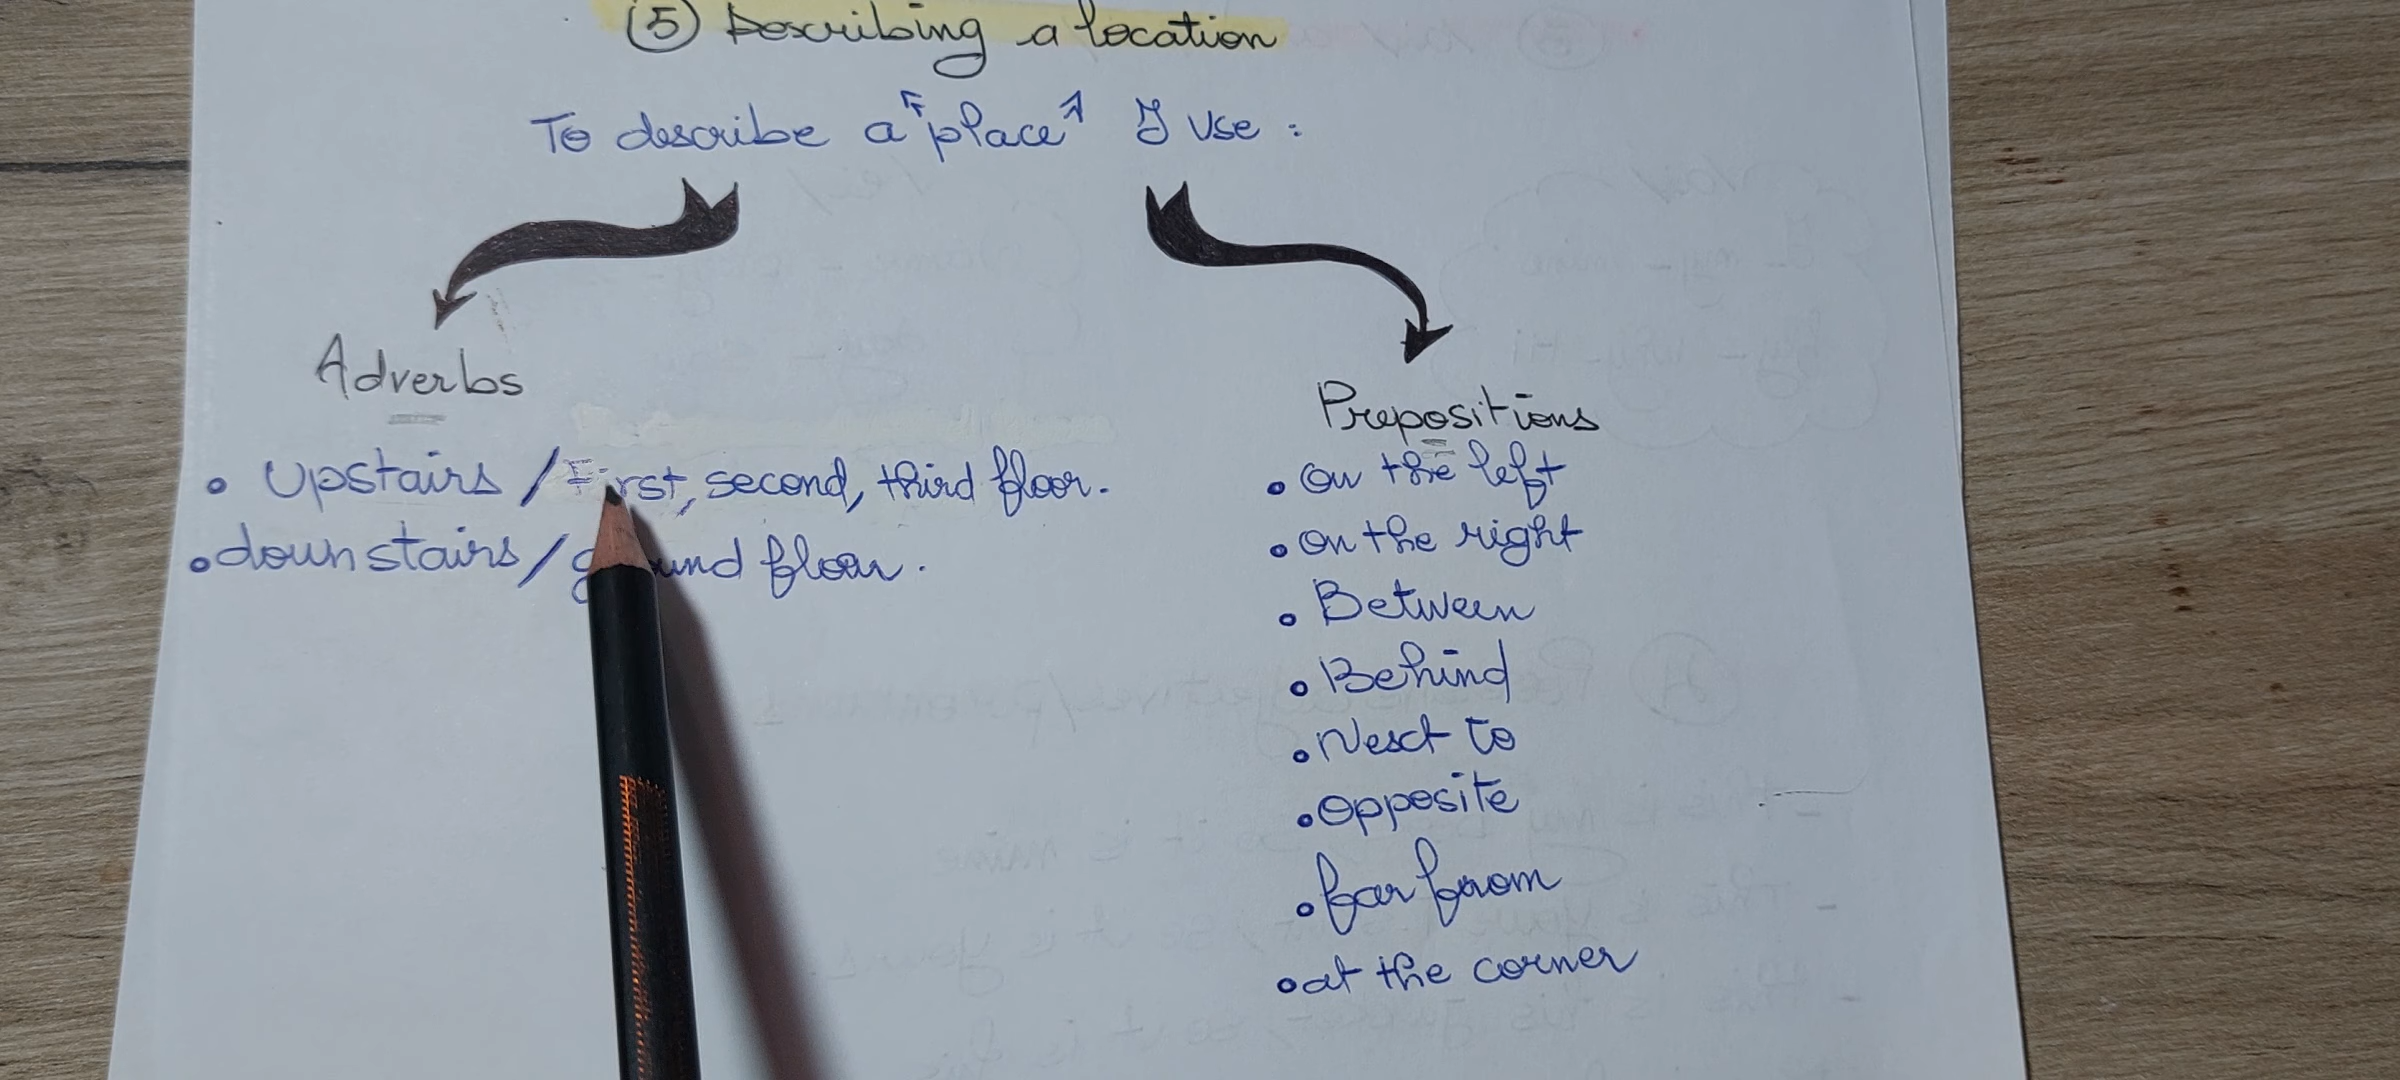 ⑤ Describing a location
To describe a "place" I use :
Adverbs
• Upstairs / First, second, third floor.
• downstairs / ground floor.
Prepositions
• on the left
• on the right
• Between
• Behind
• Next to
• Opposite
• far from
• at the corner